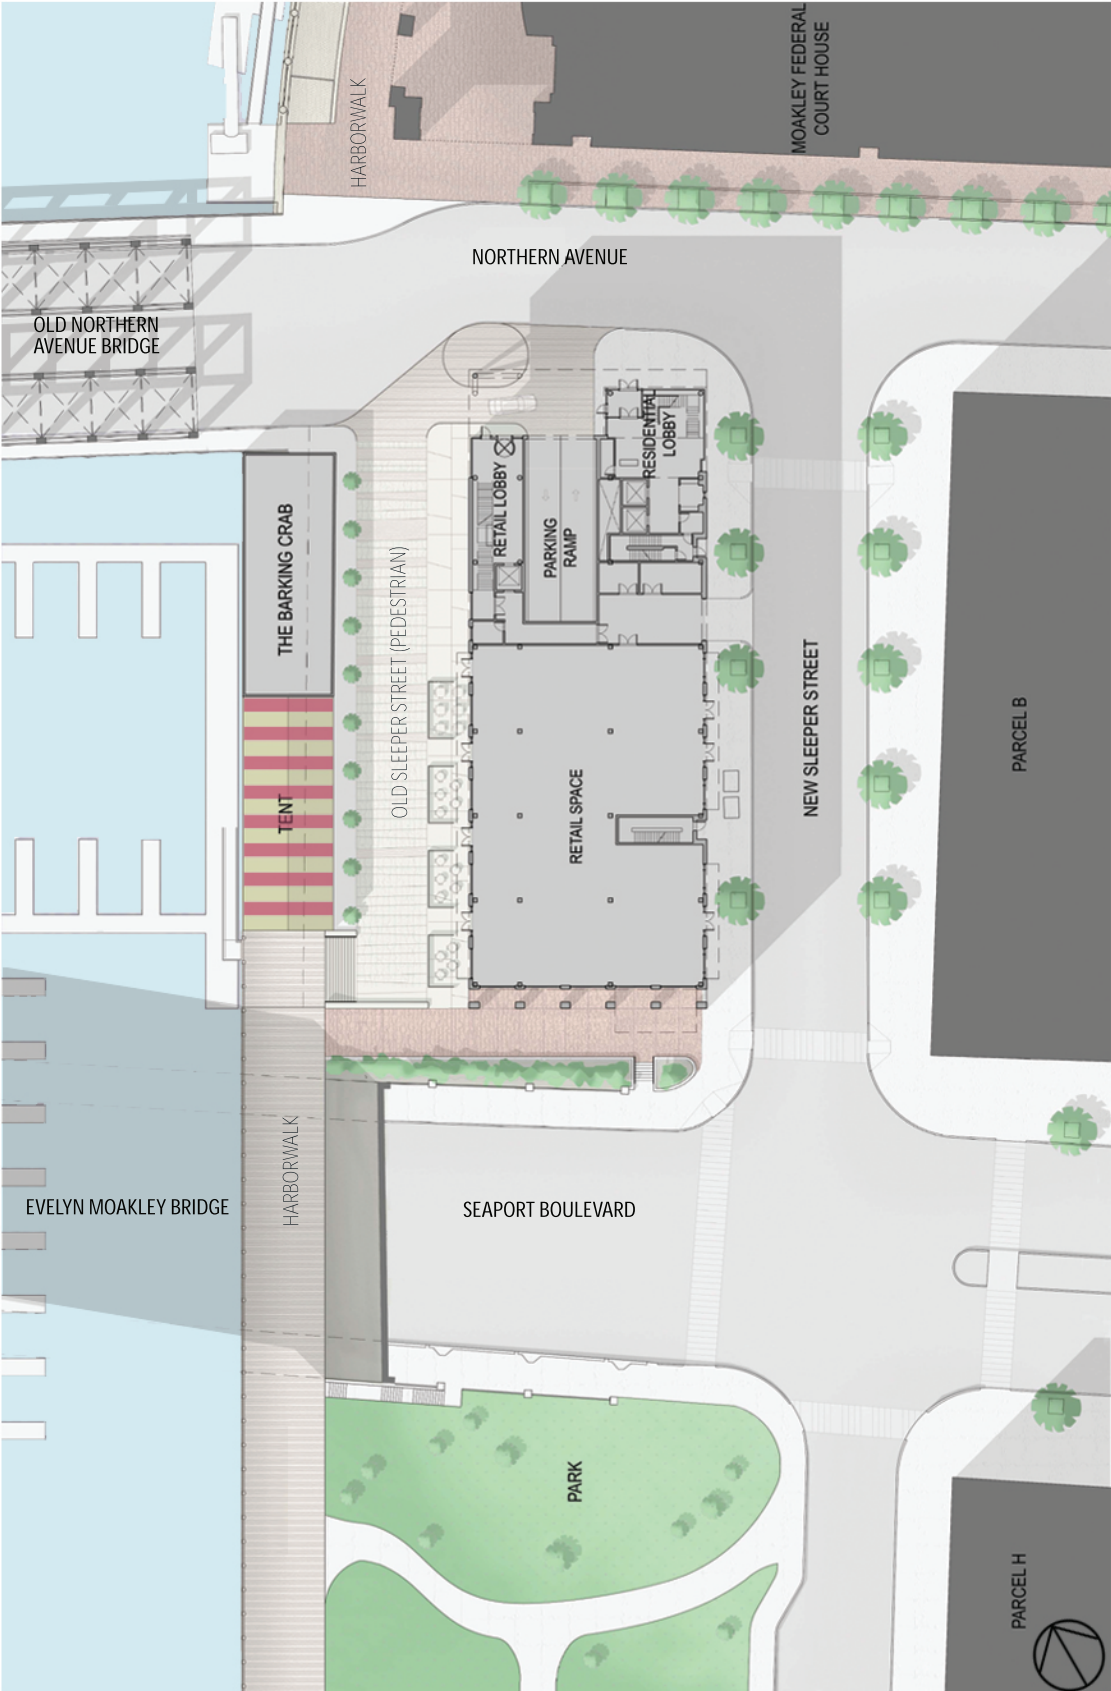 MOAKLEY FEDERAL
COURT HOUSE
HARBORWALK
NORTHERN AVENUE
OLD NORTHERN
AVENUE BRIDGE
RESIDENTIAL
LOBBY
RETAIL LOBBY
PARKING
RAMP
THE BARKING CRAB
OLD SLEEPER STREET (PEDESTRIAN)
NEW SLEEPER STREET
PARCEL B
TENT
RETAIL SPACE
HARBORWALK
EVELYN MOAKLEY BRIDGE
SEAPORT BOULEVARD
PARK
PARCEL H